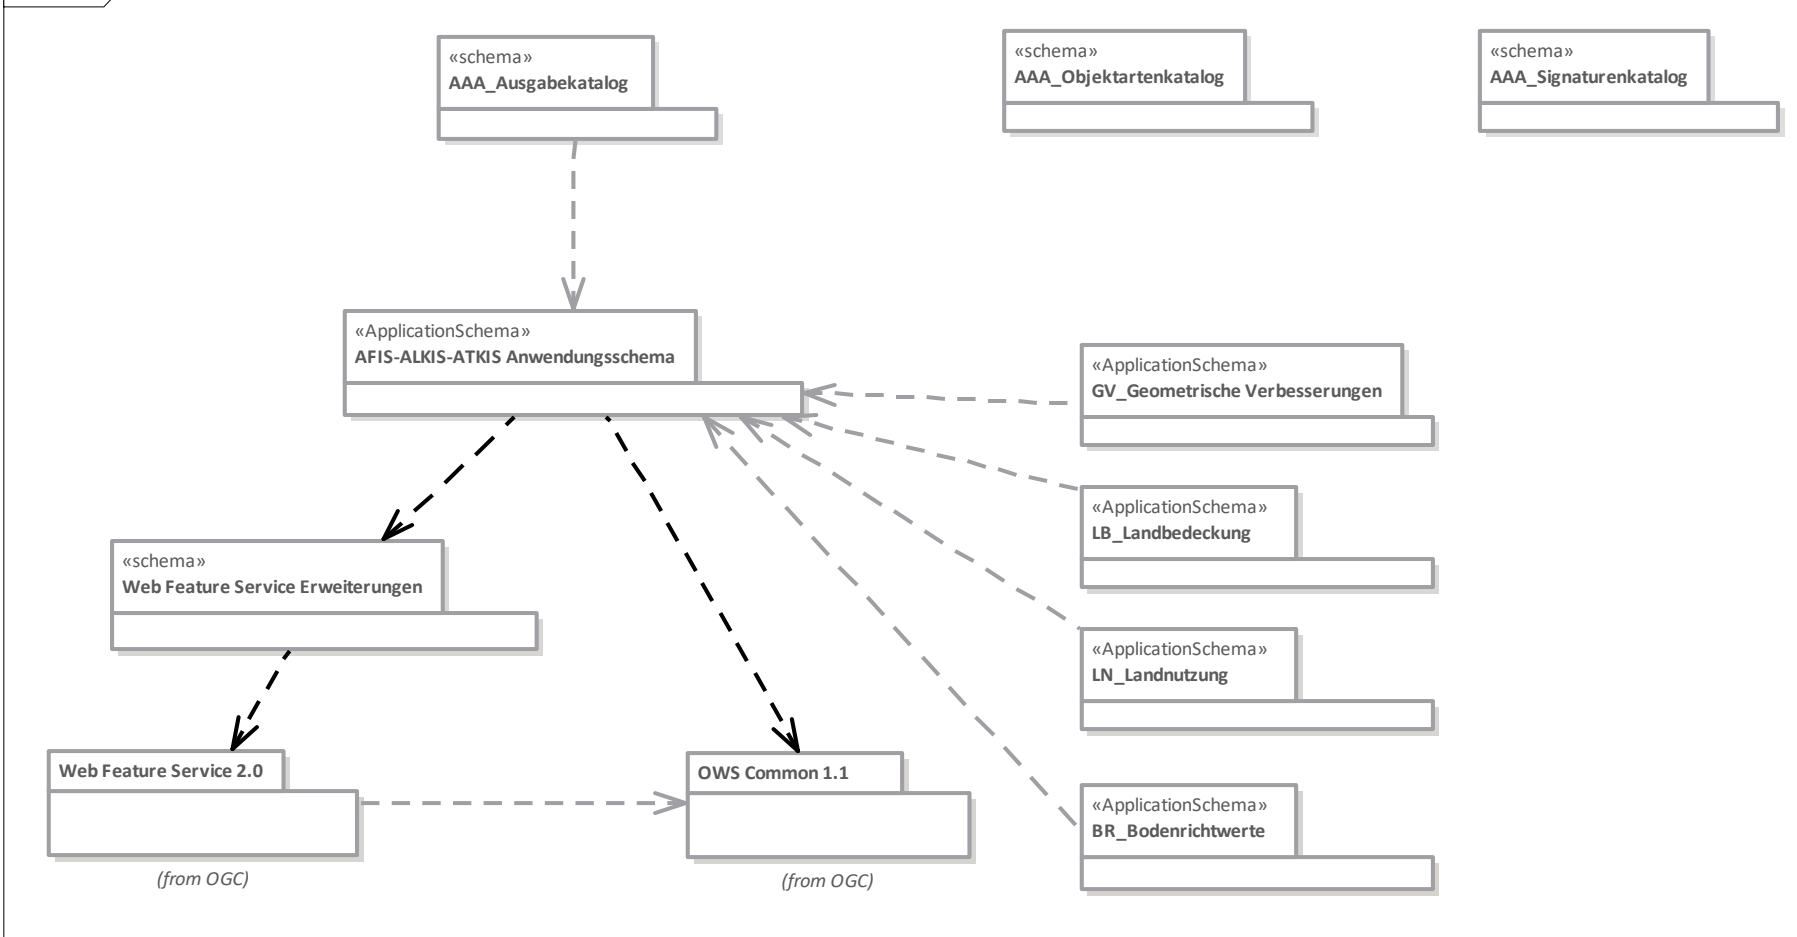 «schema»
AAA_Ausgabekatalog
«schema»
AAA_Objektartenkatalog
«schema»
AAA_Signaturenkatalog
«ApplicationSchema»
AFIS-ALKIS-ATKIS Anwendungsschema
«ApplicationSchema»
GV_Geometrische Verbesserungen
«ApplicationSchema»
LB_Landbedeckung
«schema»
Web Feature Service Erweiterungen
«ApplicationSchema»
LN_Landnutzung
Web Feature Service 2.0
(from OGC)
OWS Common 1.1
(from OGC)
«ApplicationSchema»
BR_Bodenrichtwerte